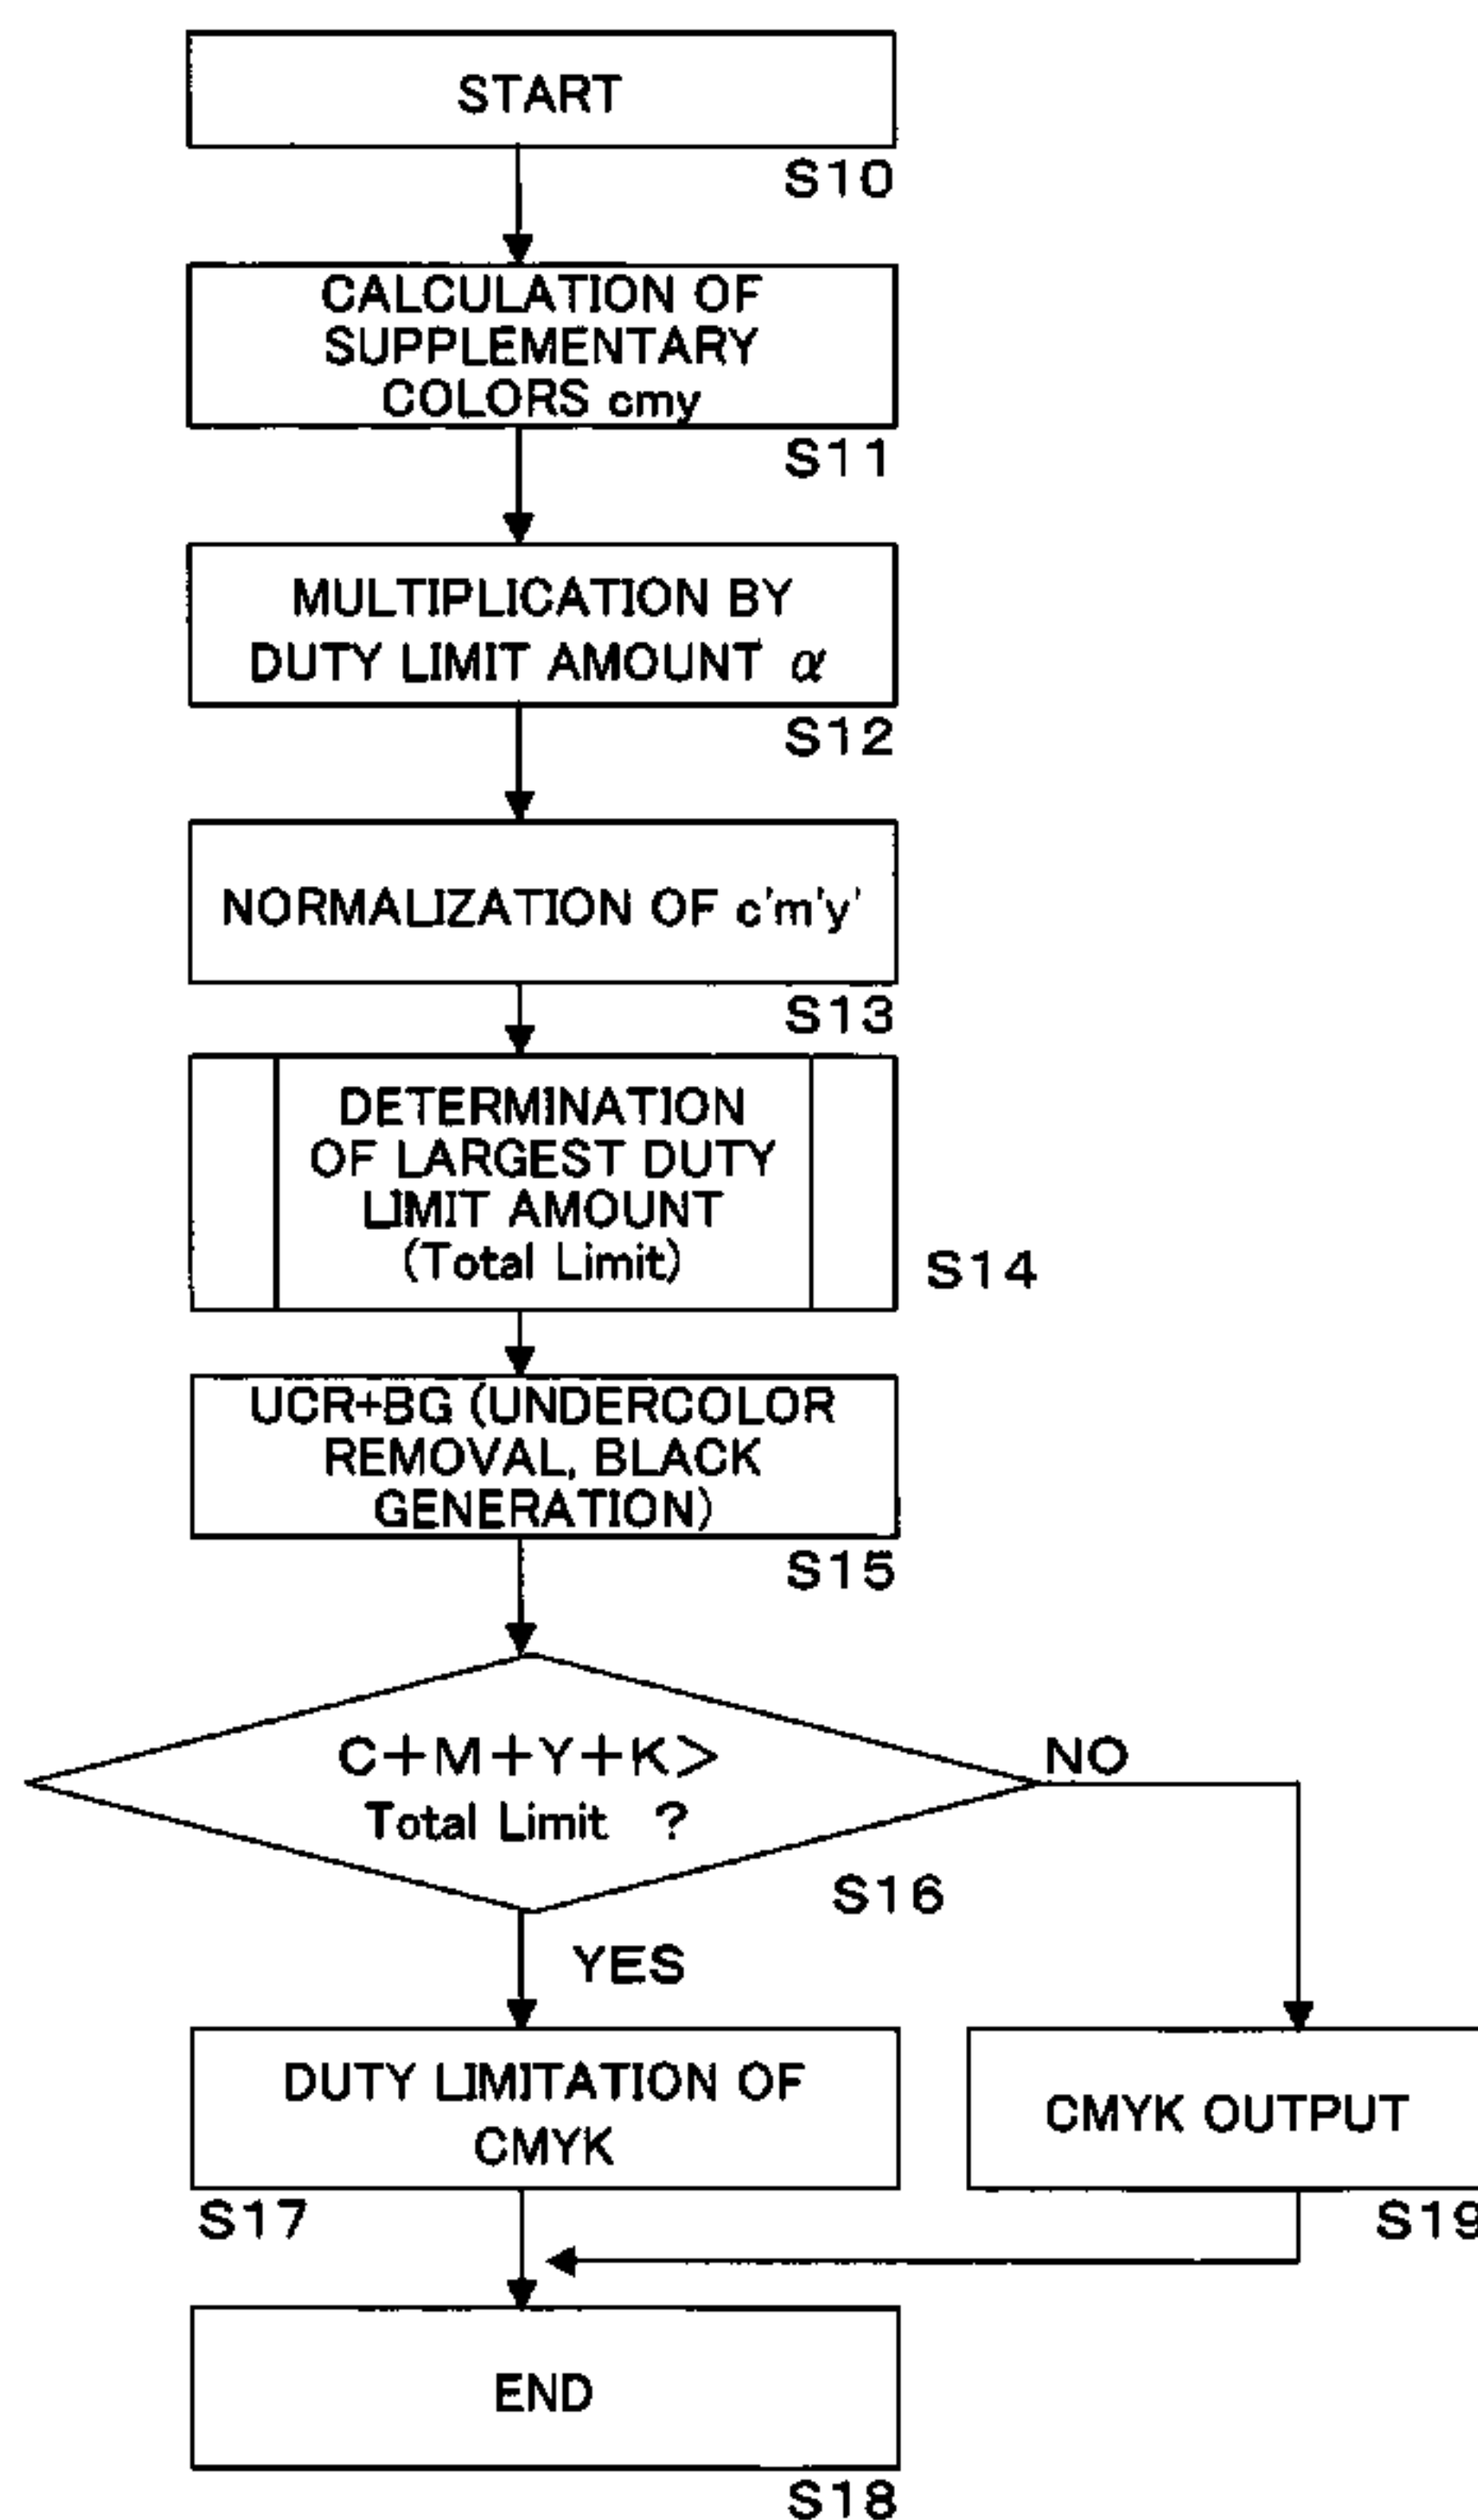 START
S10
CALCULATION OF
SUPPLEMENTARY
COLORS cmy
S11
MULTIPLICATION BY
DUTY LIMIT AMOUNT α
S12
NORMALIZATION OF c'm'y'
S13
DETERMINATION
OF LARGEST DUTY
LIMIT AMOUNT
(Total Limit)
S14
UCR+BG (UNDERCOLOR
REMOVAL, BLACK
GENERATION)
S15
C+M+Y+K>
Total Limit ?
NO
S16
YES
DUTY LIMITATION OF
CMYK
S17
CMYK OUTPUT
S19
END
S18